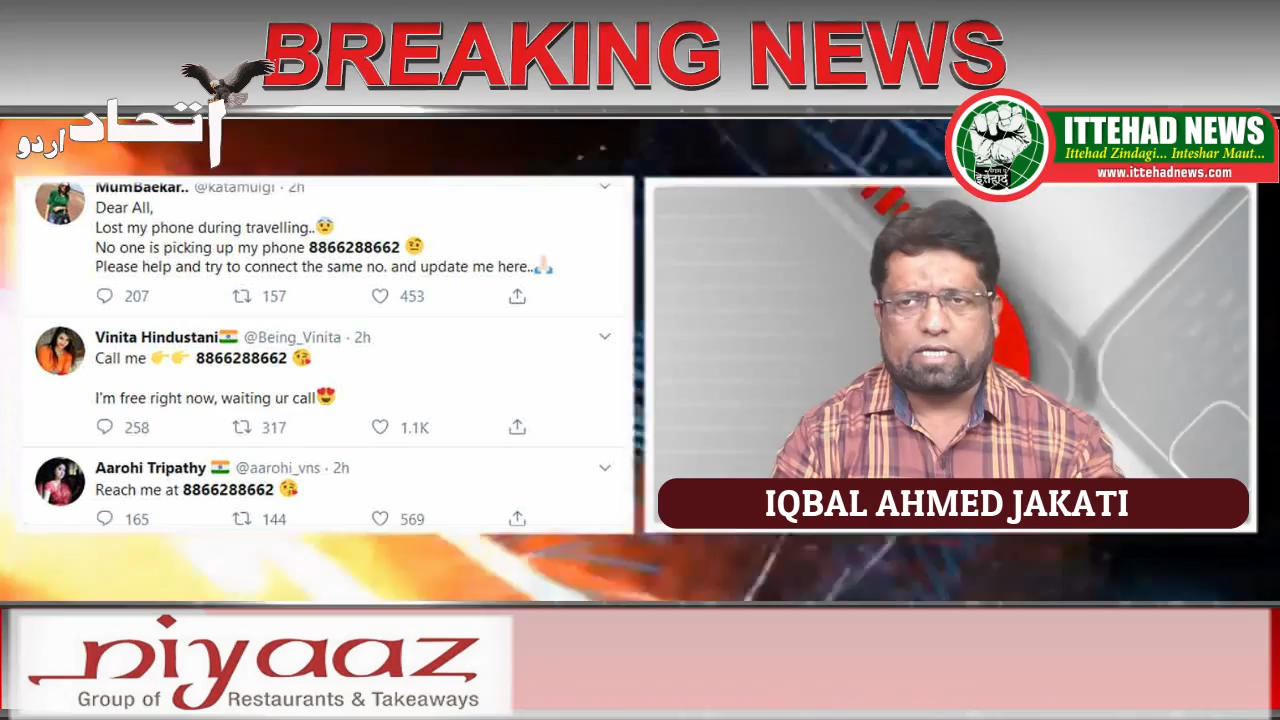 BREAKING NEWS
اتحاد
اردو
ITTEHAD NEWS
Ittehad Zindagi... Inteshar Maut...
www.ittehadnews.com
इत्तेहाद
MumBaekar.. @katamulgi · 2h
Dear All,
Lost my phone during travelling..😨
No one is picking up my phone 8866288662 🤨
Please help and try to connect the same no. and update me here..🙏🏻
207 157 453
Vinita Hindustani🇮🇳 @Being_Vinita · 2h
Call me 👉👉 8866288662 😘
I'm free right now, waiting ur call😍
258 317 1.1K
Aarohi Tripathy 🇮🇳 @aarohi_vns · 2h
Reach me at 8866288662 😘
165 144 569
IQBAL AHMED JAKATI
niyaaz
Group of Restaurants & Takeaways